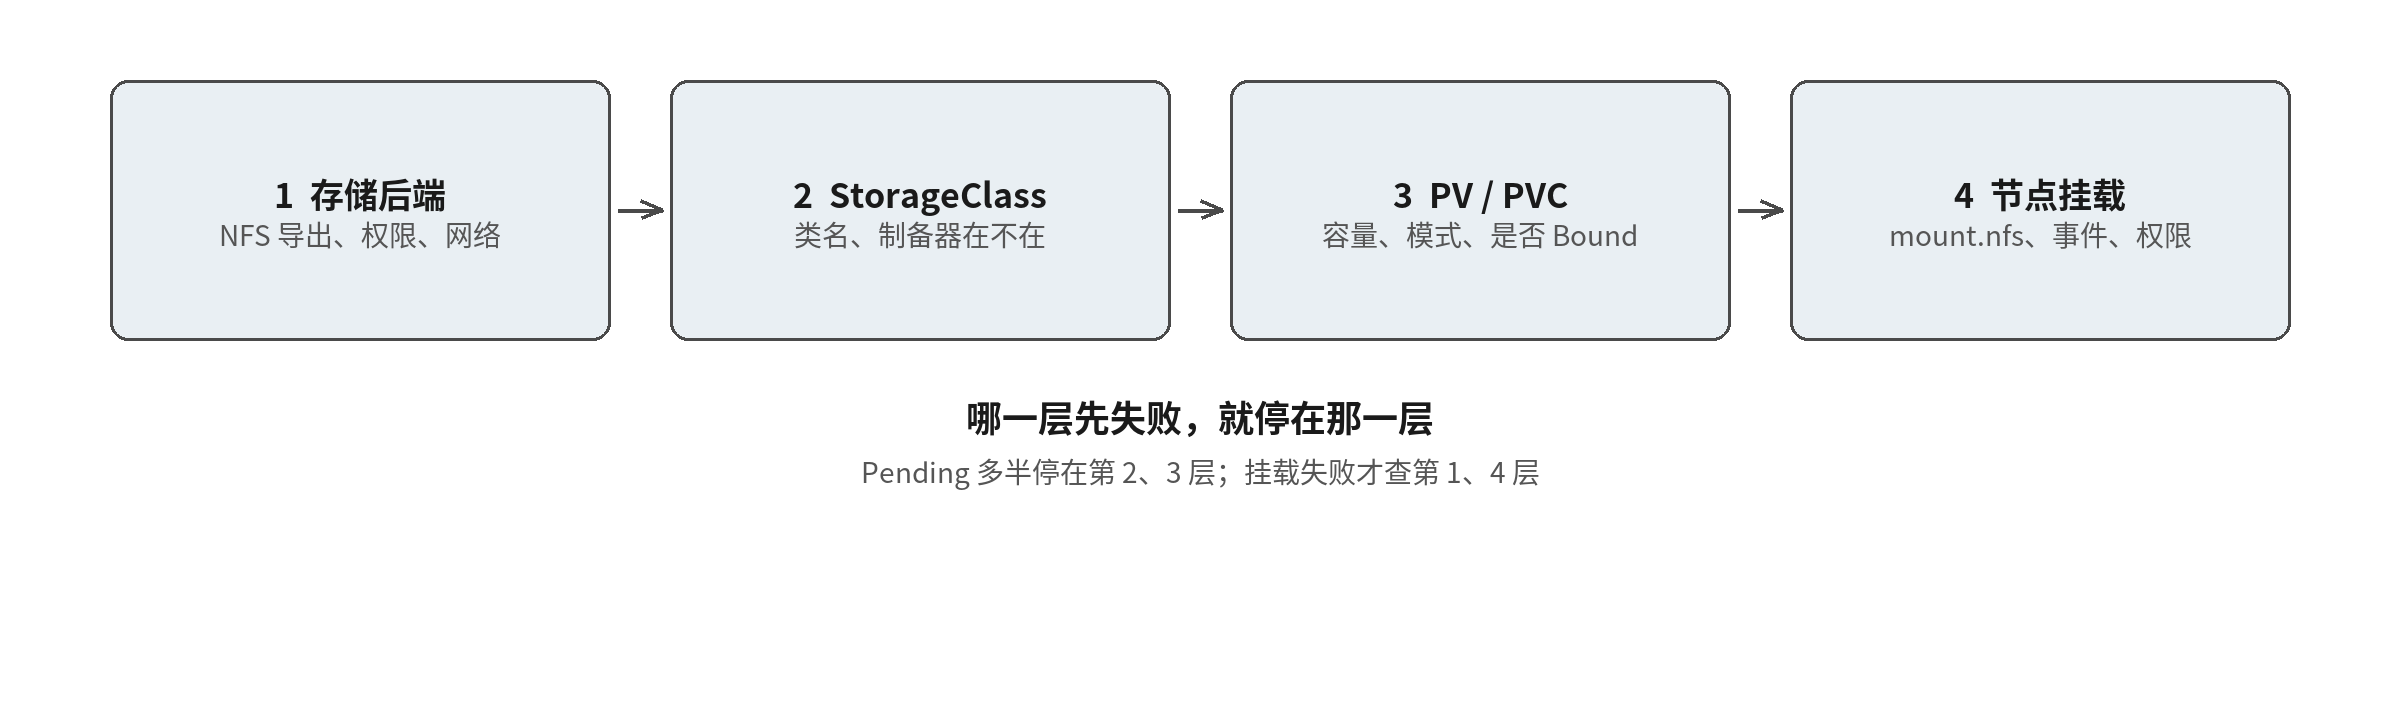 1 存储后端
NFS 导出、权限、网络
2 StorageClass
类名、制备器在不在
3 PV / PVC
容量、模式、是否 Bound
4 节点挂载
mount.nfs、事件、权限
哪一层先失败，就停在那一层
Pending 多半停在第 2、3 层；挂载失败才查第 1、4 层